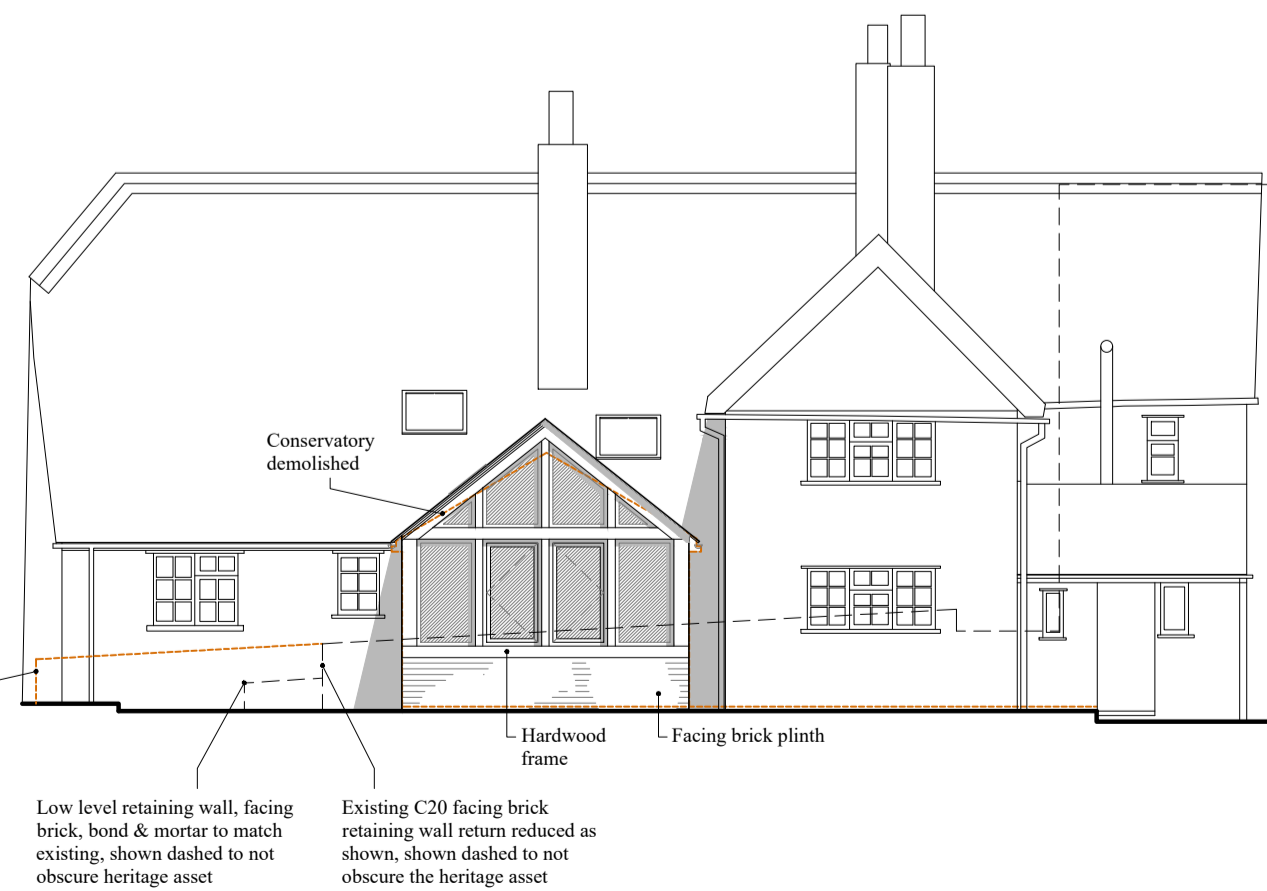 Conservatory
demolished
Hardwood
frame
Facing brick plinth
Low level retaining wall, facing
brick, bond & mortar to match
existing, shown dashed to not
obscure heritage asset
Existing C20 facing brick
retaining wall return reduced as
shown, shown dashed to not
obscure the heritage asset